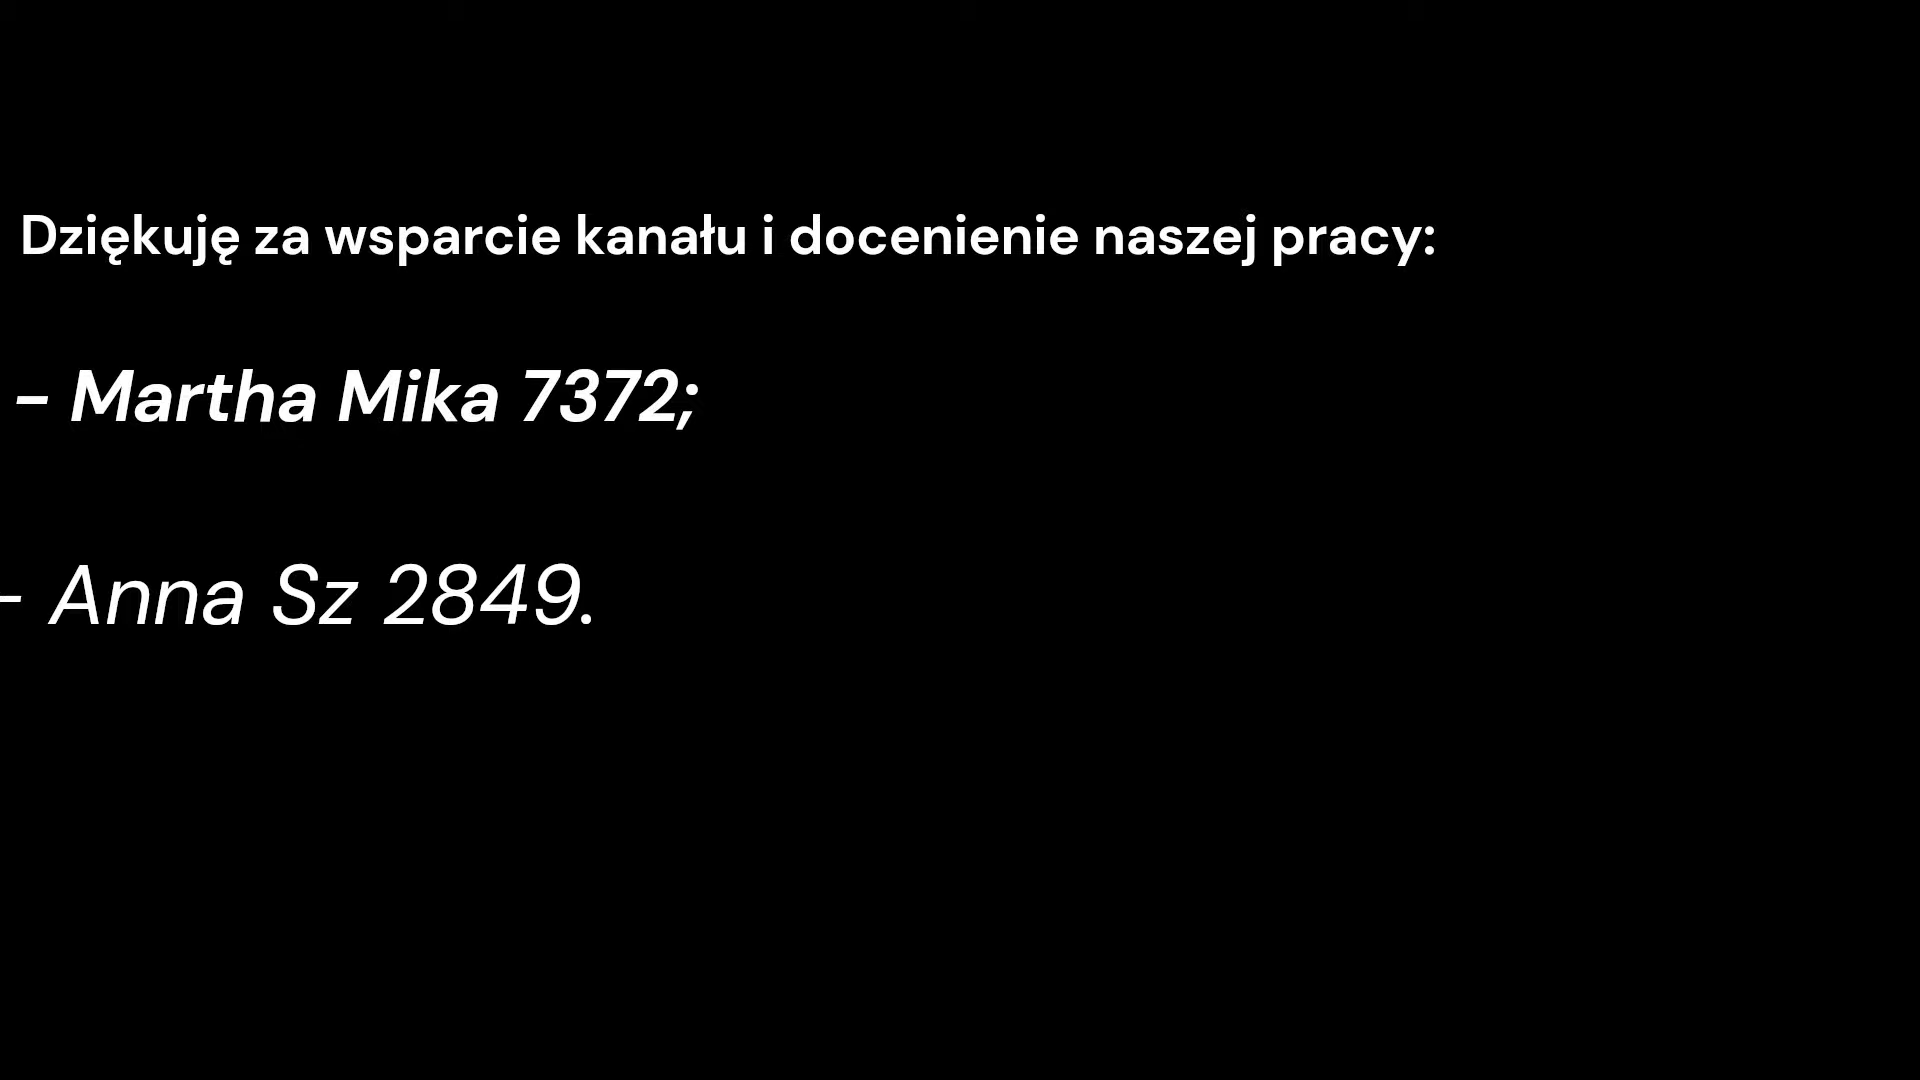 Dziękuję za wsparcie kanału i docenienie naszej pracy:
- Martha Mika 7372;
- Anna Sz 2849.